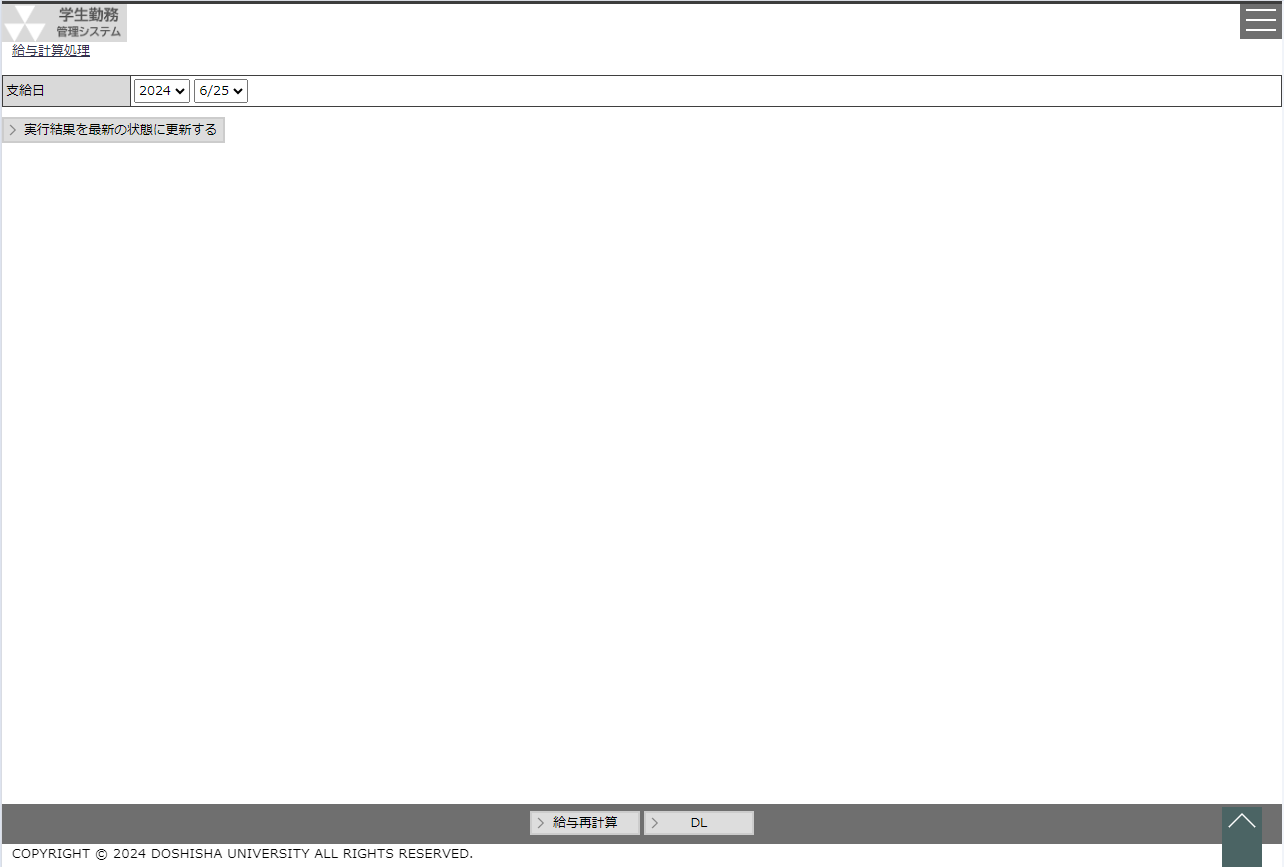 学生勤務
管理システム
給与計算処理
支給日 2024 6/25
実行結果を最新の状態に更新する
給与再計算 DL
COPYRIGHT © 2024 DOSHISHA UNIVERSITY ALL RIGHTS RESERVED.